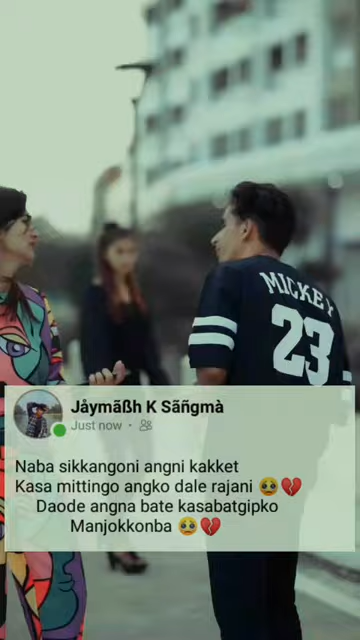 MICKEY
23
Jåymãßh K Sãñgmà
Just now ·
Naba sikkangoni angni kakket
Kasa mittingo angko dale rajani 🥹💔
Daode angna bate kasabatgipko
Manjokkonba 🥹💔